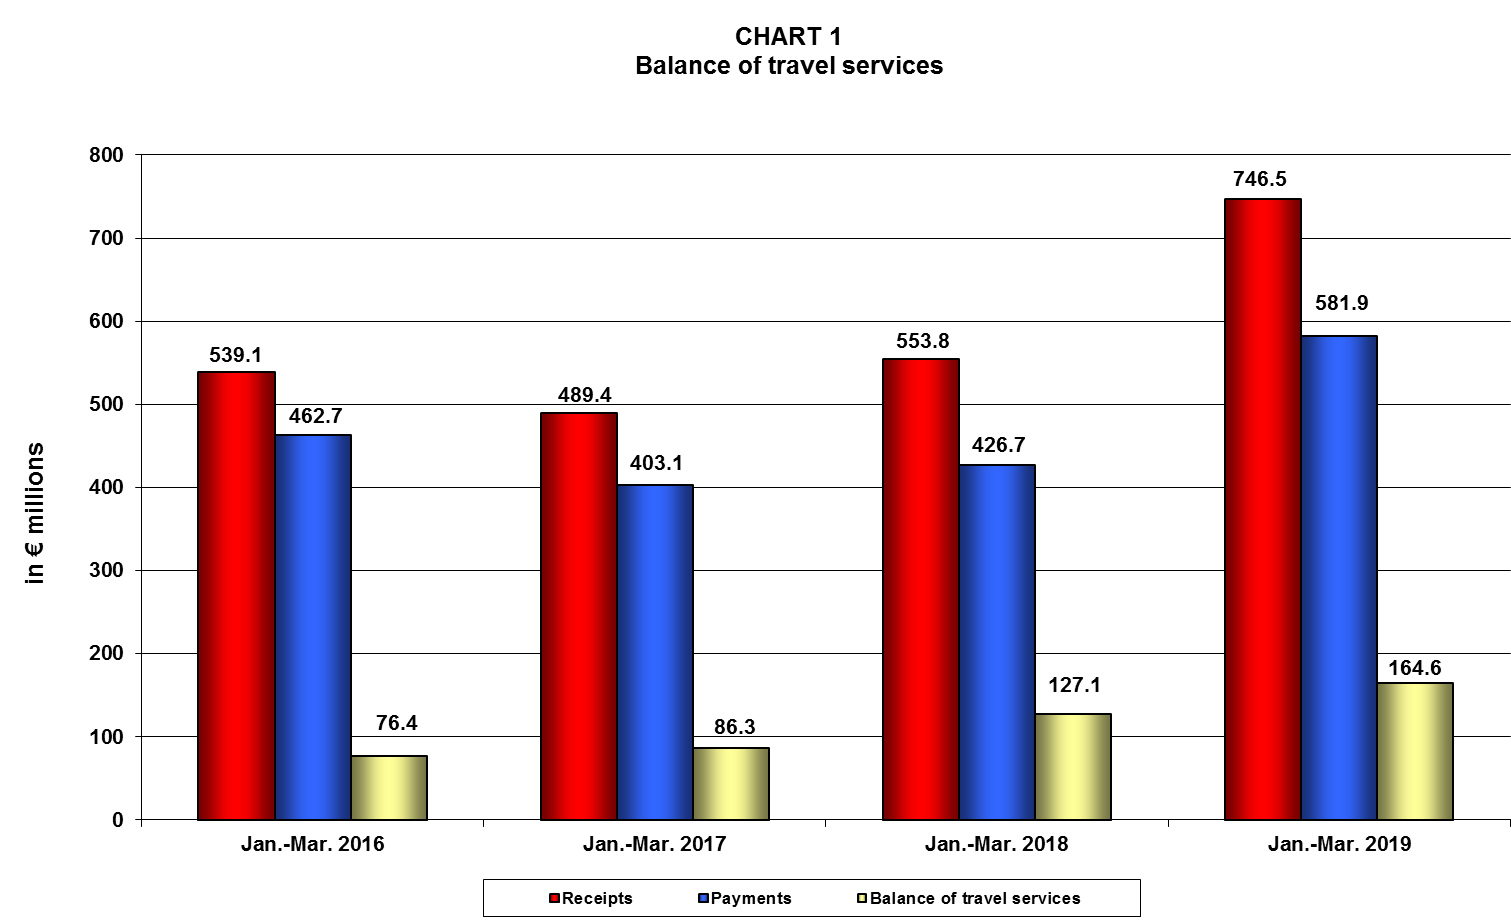 CHART 1
Balance of travel services
in € millions
800
700
600
500
400
300
200
100
0
539.1
462.7
76.4
489.4
403.1
86.3
553.8
426.7
127.1
746.5
581.9
164.6
Jan.-Mar. 2016
Jan.-Mar. 2017
Jan.-Mar. 2018
Jan.-Mar. 2019
Receipts
Payments
Balance of travel services